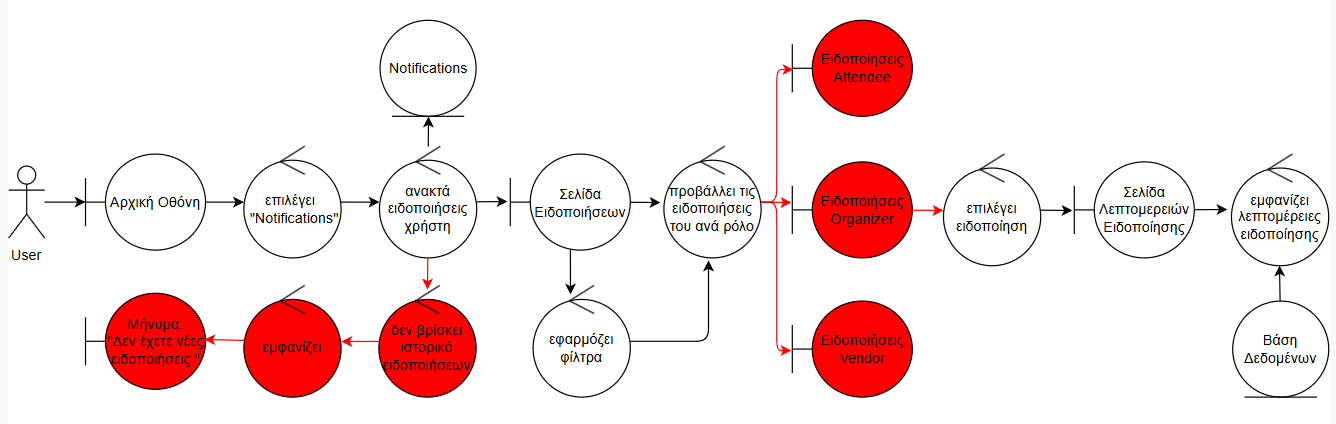 Notifications
Ειδοποιήσεις
Attendee
User
Αρχική Οθόνη
επιλέγει
"Notifications"
ανακτά
ειδοποιήσεις
χρήστη
Σελίδα
Ειδοποιήσεων
προβάλλει τις
ειδοποιήσεις
του ανά ρόλο
Ειδοποιήσεις
Organizer
επιλέγει
ειδοποίηση
Σελίδα
Λεπτομερειών
Ειδοποίησης
εμφανίζει
λεπτομέρειες
ειδοποίησης
Μήνυμα:
"Δεν έχετε νέες
ειδοποιήσεις."
εμφανίζει
δεν βρίσκει
ιστορικό
ειδοποιήσεων
εφαρμόζει
φίλτρα
Ειδοποιήσεις
Vendor
Βάση
Δεδομένων